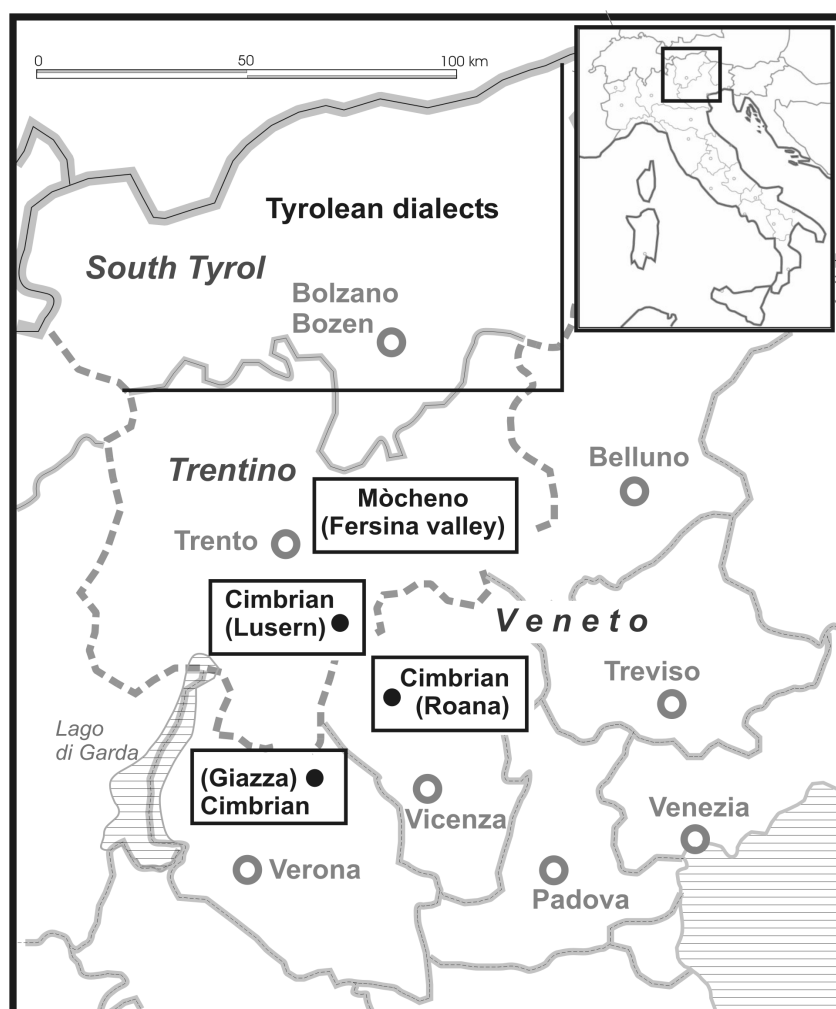 0 50 100 km
Tyrolean dialects
South Tyrol
Bolzano
Bozen
Belluno
Trentino
Mòcheno
(Fersina valley)
Trento
Cimbrian
(Lusern)
Veneto
Cimbrian
(Roana)
Treviso
Lago
di Garda
(Giazza)
Cimbrian
Vicenza
Venezia
Verona
Padova